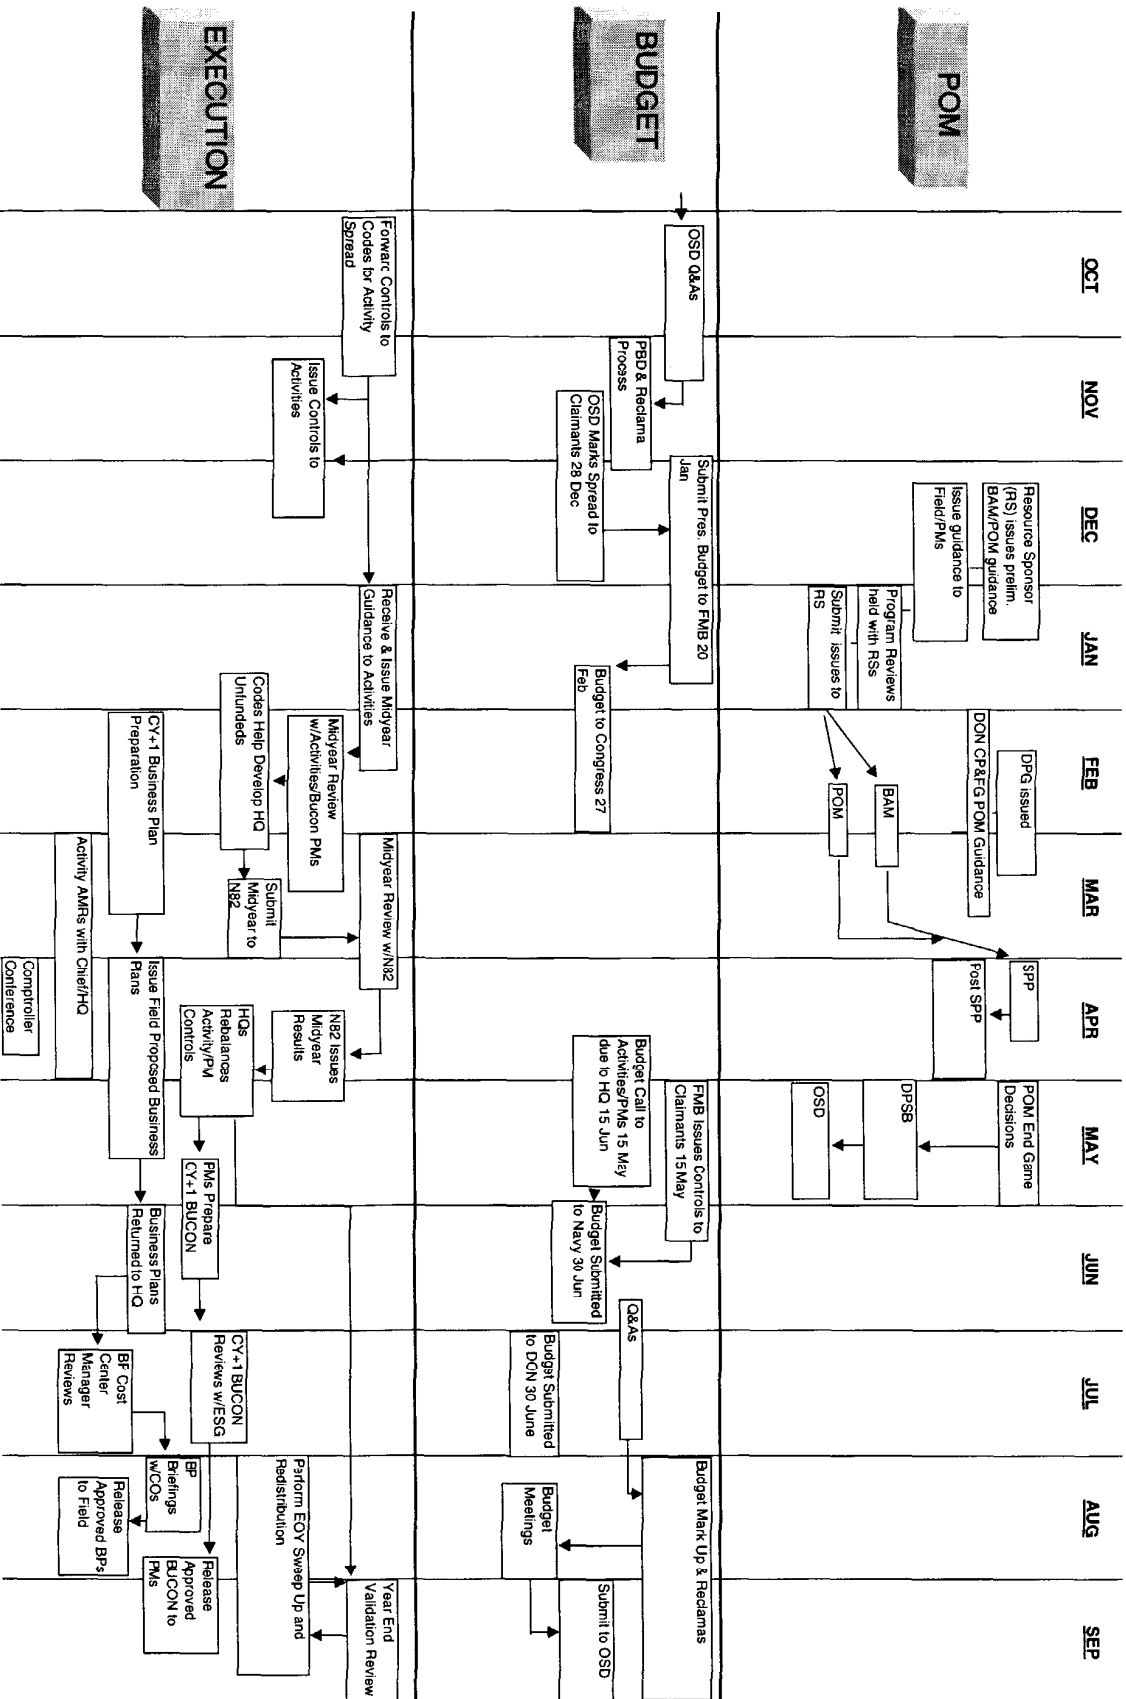 OCT
NOV
DEC
JAN
FEB
MAR
APR
MAY
JUN
JUL
AUG
SEP
POM
Resource Sponsor
(RS) issues prelim.
BAM/POM guidance
Issue guidance to
Field/PMs
Program Reviews
held with RSs
Submit issues to
RS
DPG issued
DON CP&FG POM Guidance
BAM
POM
SPP
Post SPP
POM End Game
Decisions
DPSB
OSD
BUDGET
OSD Q&As
PBD & Reclama
Process
OSD Marks Spread to
Claimants 28 Dec
Submit Pres. Budget to FMB 20
Jan
Budget to Congress 27
Feb
FMB Issues Controls to
Claimants 15 May
Budget Call to
Activities/PMs 15 May
due to HQ 15 Jun
Budget Submitted
to Navy 30 Jun
Q&As
Budget Submitted
to DON 30 June
Budget Mark Up & Reclamas
Budget
Meetings
Submit to OSD
EXECUTION
Forward Controls to
Codes for Activity
Spread
Issue Controls to
Activities
Receive & Issue Midyear
Guidance to Activities
Midyear Review
w/Activities/Bucon PMs
Codes Help Develop HQ
Unfundeds
CY+1 Business Plan
Preparation
Midyear Review w/N82
Submit
Midyear to
N82
Activity AMRs with Chief/HQ
N82 Issues
Midyear
Results
HQs
Rebalances
Activity/PM
Controls
Issue Field Proposed Business
Plans
Comptroller
Conference
PMs Prepare
CY+1 BUCON
Business Plans
Returned to HQ
CY+1 BUCON
Reviews w/ESG
BF Cost
Center
Manager
Reviews
Perform EOY Sweep Up and
Redistribution
BP
Briefings
w/COs
Release
Approved BPs
to Field
Year End
Validation Review
Release
Approved
BUCON to
PMs